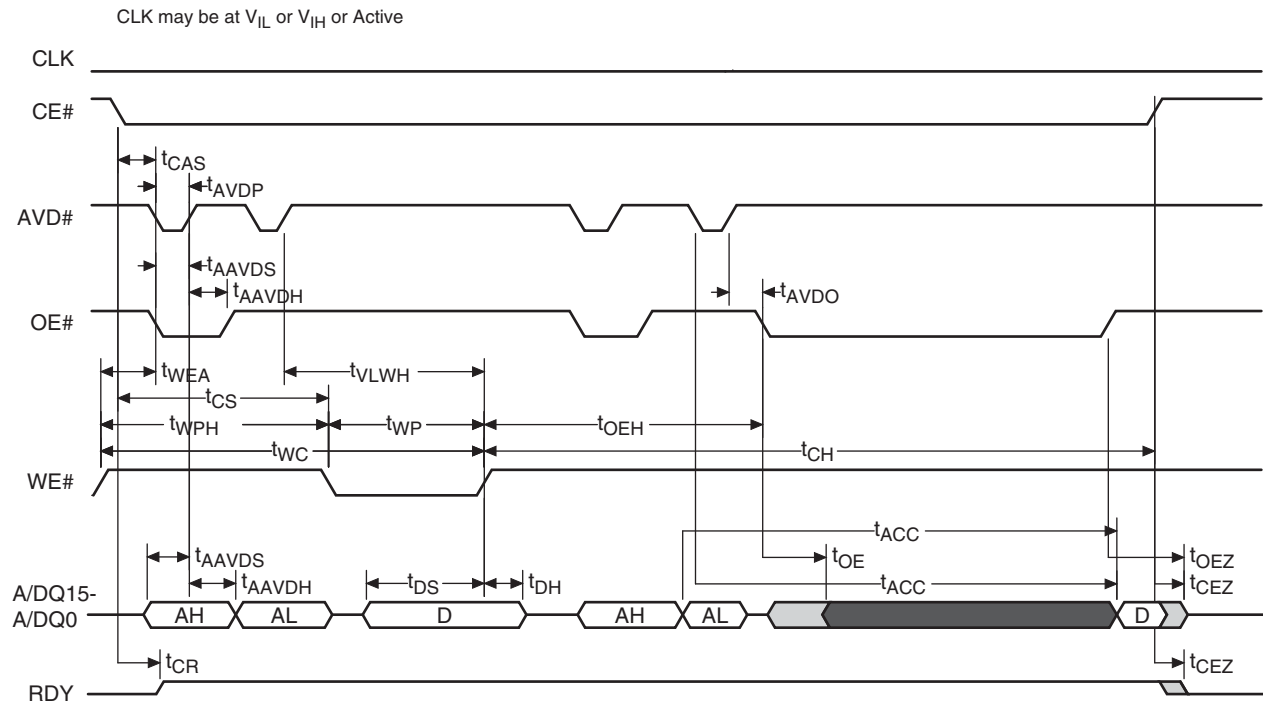 CLK may be at VIL or VIH or Active
CLK
CE#
tCAS
tAVDP
AVD#
tAAVDS
tAAVDH
tAVDO
OE#
tWEA
tVLWH
tCS
tWPH
tWP
tOEH
tWC
tCH
WE#
tACC
tAAVDS
tOE
tOEZ
tAAVDH
tDS
tDH
tACC
tCEZ
A/DQ15-
A/DQ0
AH
AL
D
AH
AL
D
tCR
tCEZ
RDY